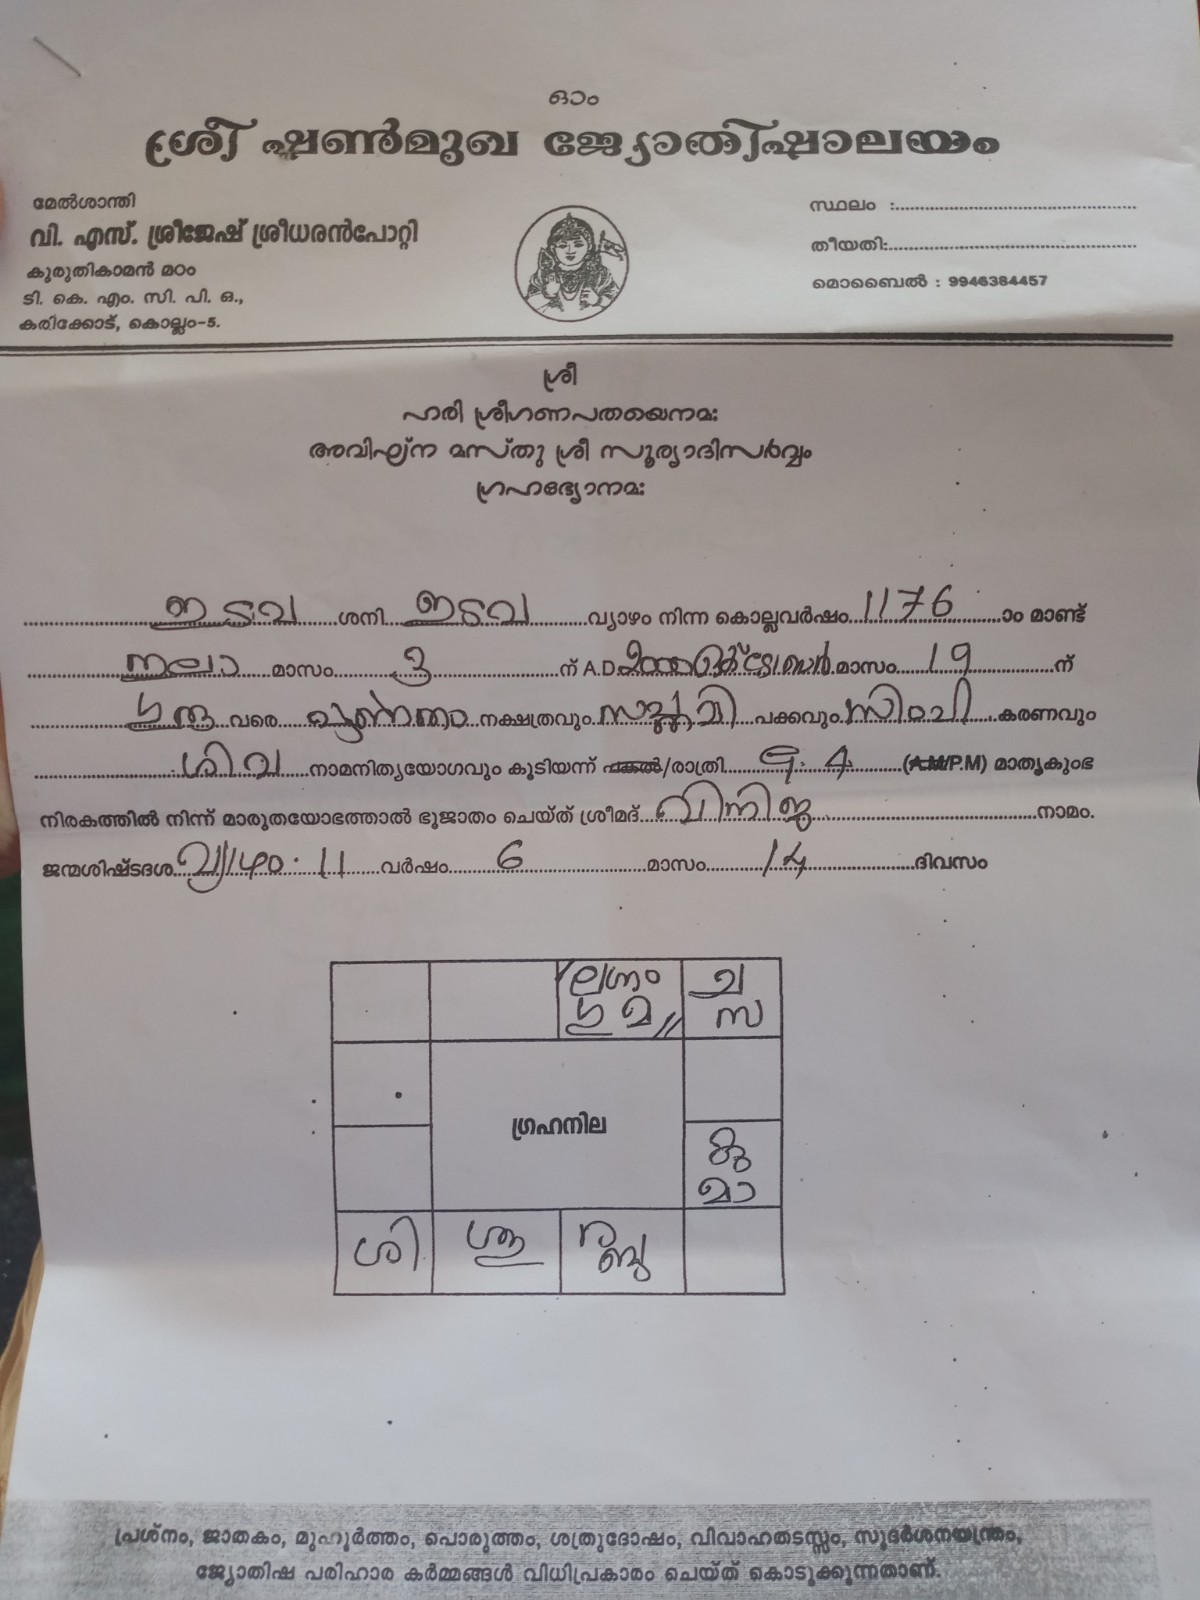 ഓം
ശ്രീ ഷൺമുഖ ജ്യോതിഷാലയം
മേൽശാന്തി
വി. എസ്. ശ്രീജേഷ് ശ്രീധരൻപോറ്റി
കുരുതികാമൻ മഠം
ടി. കെ. എം. സി. പി. ഒ.,
കരിക്കോട്, കൊല്ലം-5.
സ്ഥലം :
തീയതി:
മൊബൈൽ : 9946384457
ശ്രീ
ഹരി ശ്രീഗണപതയെനമഃ
അവിഘ്ന മസ്തു ശ്രീ സൂര്യാദിസർവ്വം
ഗ്രഹഭ്യോനമഃ
ഇടവ ശനി ഇടവ വ്യാഴം നിന്ന കൊല്ലവർഷം 1176 ാം മാണ്ട്
തുലാ മാസം 3 ന് A.D. ഒക്ടോബർ മാസം 19 ന്
ഗുരു വരെ പുണർതം നക്ഷത്രവും സപ്തമി പക്കവും സിംഹ കരണവും
ശിവ നാമനിത്യയോഗവും കൂടിയന്ന് പകൽ/രാത്രി 9. 4 (A.M/P.M) മാതൃകുംഭ
നിരകത്തിൽ നിന്ന് മാരുതയോഭത്താൽ ഭൂജാതം ചെയ്ത് ശ്രീമദ് വിനിജ നാമം.
ജന്മശിഷ്ടദശ വ്യാഴം. 11 വർഷം 6 മാസം 14 ദിവസം
ലഗ്നം ച
ഗു മ സ
ഗ്രഹനില
കു
മാ
ശി ശു ര
ബു
പ്രശ്നം, ജാതകം, മുഹൂർത്തം, പൊരുത്തം, ശത്രുദോഷം, വിവാഹതടസ്സം, സുദർശനയന്ത്രം,
ജ്യോതിഷ പരിഹാര കർമ്മങ്ങൾ വിധിപ്രകാരം ചെയ്ത് കൊടുക്കുന്നതാണ്.